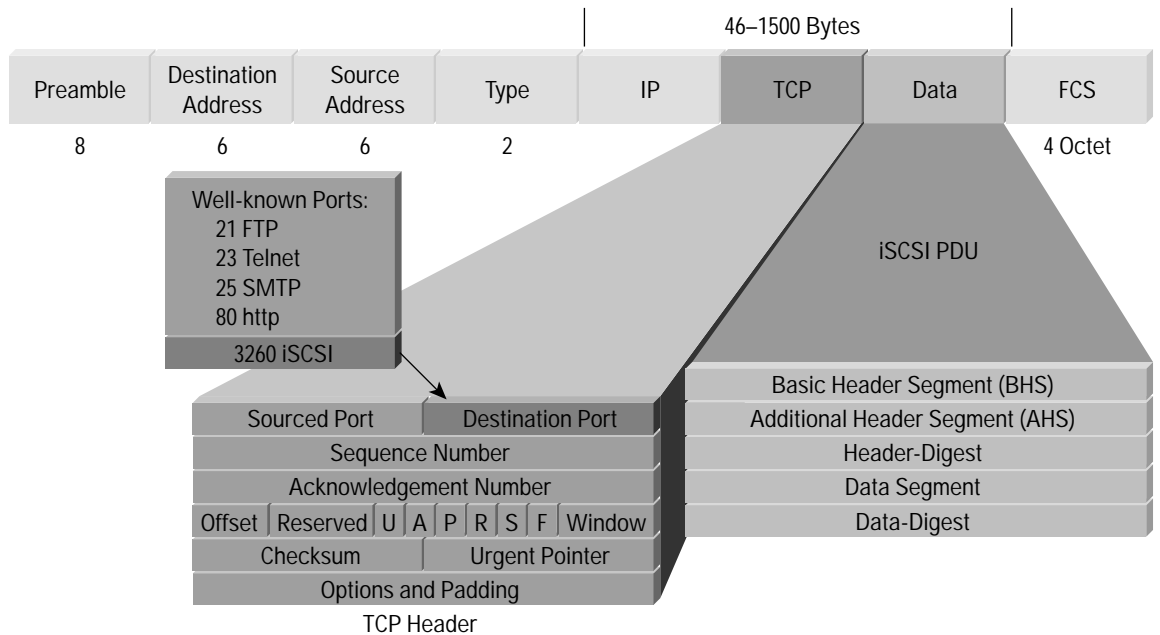 46–1500 Bytes
Preamble
Destination
Address
Source
Address
Type
IP
TCP
Data
FCS
8
6
6
2
4 Octet
Well-known Ports:
21 FTP
23 Telnet
25 SMTP
80 http
3260 iSCSI
iSCSI PDU
Sourced Port
Destination Port
Sequence Number
Acknowledgement Number
Offset
Reserved
U
A
P
R
S
F
Window
Checksum
Urgent Pointer
Options and Padding
TCP Header
Basic Header Segment (BHS)
Additional Header Segment (AHS)
Header-Digest
Data Segment
Data-Digest